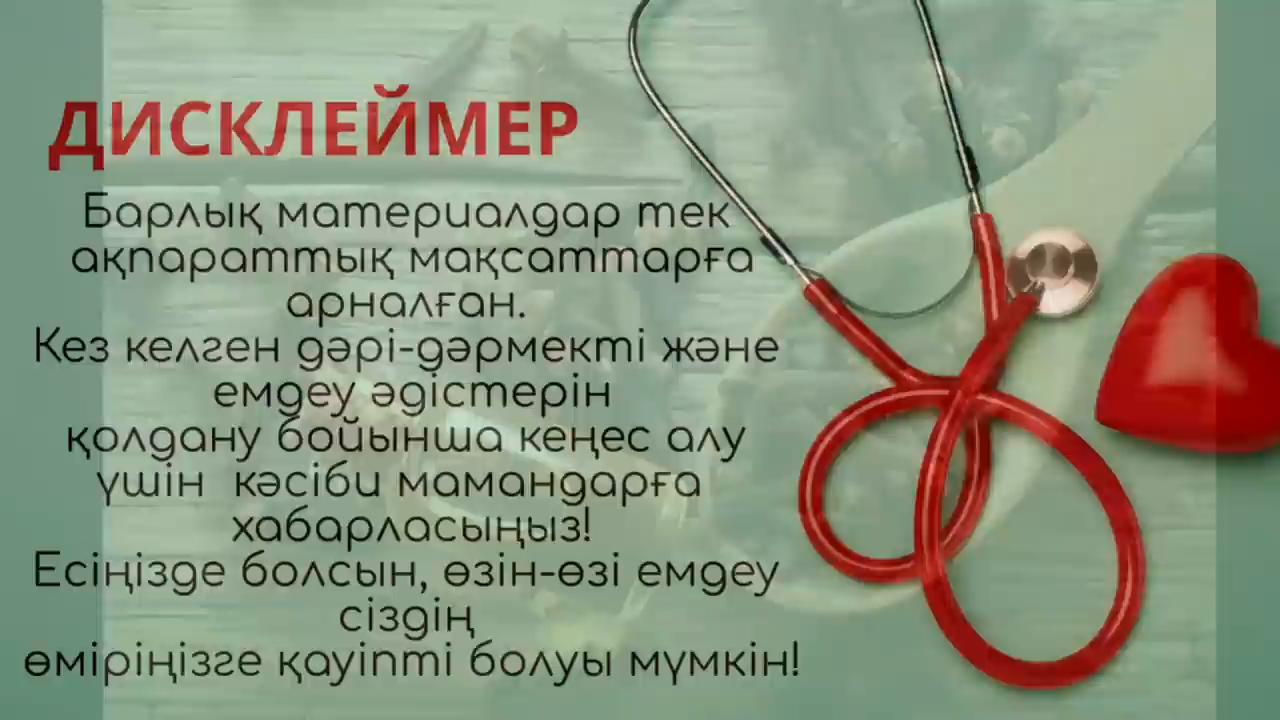 ДИСКЛЕЙМЕР
Барлық материалдар тек
ақпараттық мақсаттарға
арналған.
Кез келген дәрі-дәрмекті және
емдеу әдістерін
қолдану бойынша кеңес алу
үшін кәсіби мамандарға
хабарласыңыз!
Есіңізде болсын, өзін-өзі емдеу
сіздің
өміріңізге қауіпті болуы мүмкін!